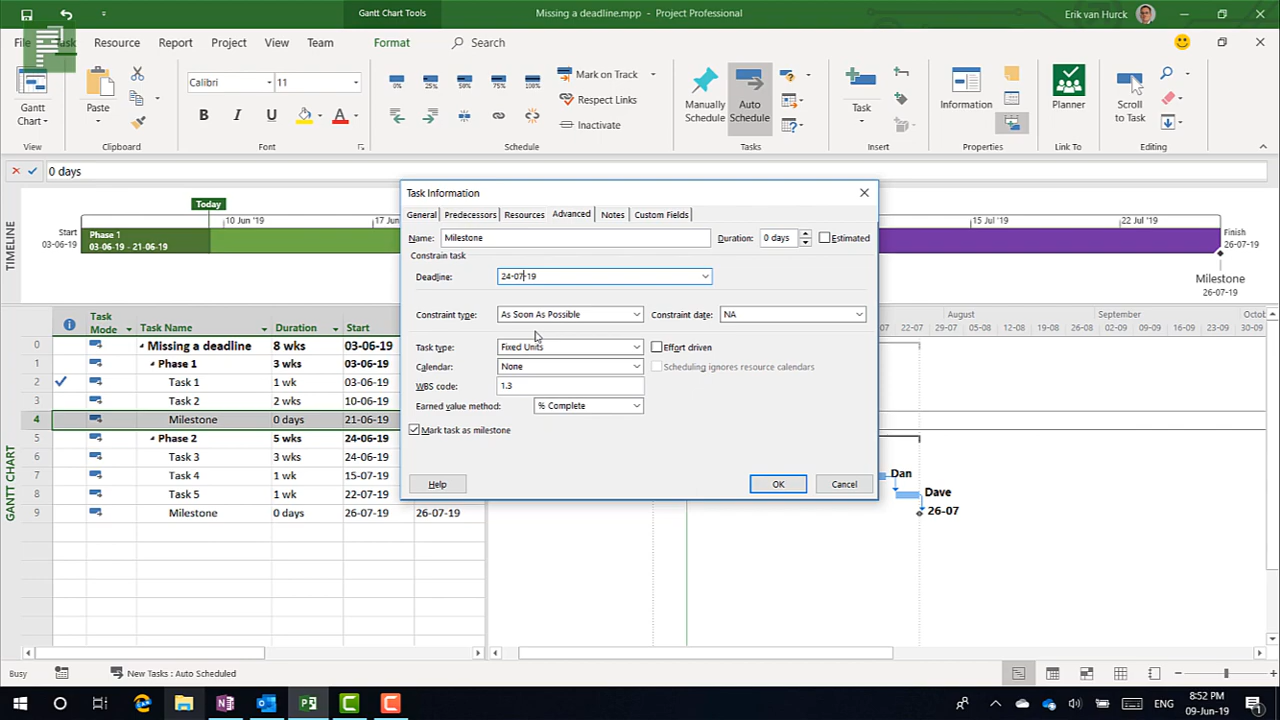 Gantt Chart Tools
Missing a deadline.mpp - Project Professional
Erik van Hurck
File Task Resource Report Project View Team Format Search
Gantt Chart
View
Paste
Clipboard
Calibri 11
B I U A
Font
0% 25% 50% 75% 100%
Mark on Track
Respect Links
Inactivate
Schedule
Manually Schedule
Auto Schedule
Tasks
Task
Insert
Information
Properties
Planner
Link To
Scroll to Task
Editing
0 days
TIMELINE
Today
10 Jun '19
17 Jun
15 Jul '19
22 Jul '19
Start
03-06-19
Phase 1
03-06-19 - 21-06-19
Finish
26-07-19
Milestone
26-07-19
Task Information
General Predecessors Resources Advanced Notes Custom Fields
Name: Milestone Duration: 0 days Estimated
Constrain task
Deadline: 24-07-19
Constraint type: As Soon As Possible Constraint date: NA
Task type: Fixed Units Effort driven
Calendar: None Scheduling ignores resource calendars
WBS code: 1.3
Earned value method: % Complete
Mark task as milestone
Help OK Cancel
GANTT CHART
Task Mode Task Name Duration Start
August September Octob
-07 22-07 29-07 05-08 12-08 19-08 26-08 02-09 09-09 16-09 23-09 30-09
0 Missing a deadline 8 wks 03-06-19
1 Phase 1 3 wks 03-06-19
2 Task 1 1 wk 03-06-19
3 Task 2 2 wks 10-06-19
4 Milestone 0 days 21-06-19
5 Phase 2 5 wks 24-06-19
6 Task 3 3 wks 24-06-19
7 Task 4 1 wk 15-07-19 Dan
8 Task 5 1 wk 22-07-19 Dave
9 Milestone 0 days 26-07-19 26-07-19 26-07
Busy New Tasks : Auto Scheduled
ENG
8:52 PM
09-Jun-19
1